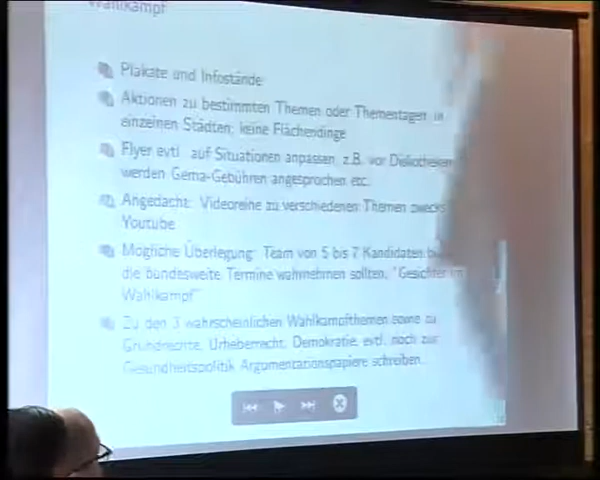 Wahlkampf
Plakate und Infostände
Aktionen zu bestimmten Themen oder Thementagen in
einzelnen Städten; keine Flächendinge
Flyer evtl. auf Situationen anpassen, z.B. vor Diskotheken
werden Gema-Gebühren angesprochen etc.
Angedacht: Videoreihe zu verschiedenen Themen zwecks
Youtube
Mögliche Überlegung: Team von 5 bis 7 Kandidaten
die bundesweite Termine wahrnehmen sollten. "Gesichter im
Wahlkampf"
Zu den 3 wahrscheinlichen Wahlkampfthemen sowie zu
Grundrechte, Urheberrecht, Demokratie, evtl. noch zur
Gesundheitspolitik Argumentationspapiere schreiben.